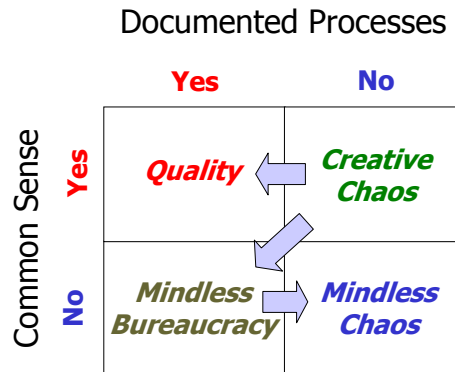 Documented Processes
Yes
No
Common Sense
Yes
Quality
Creative
Chaos
No
Mindless
Bureaucracy
Mindless
Chaos